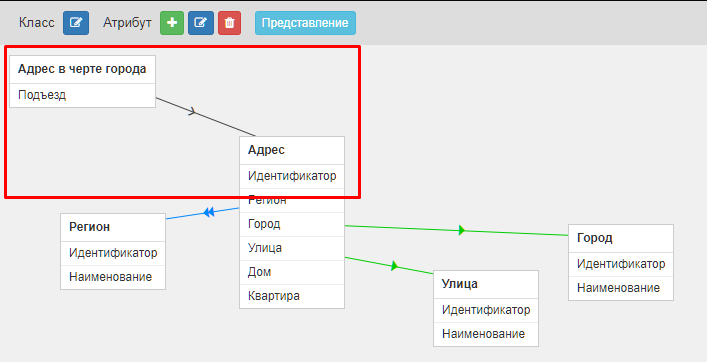 Класс Атрибут Представление
Адрес в черте города
Подъезд
Адрес
Идентификатор
Регион
Город
Улица
Дом
Квартира
Регион
Идентификатор
Наименование
Город
Идентификатор
Наименование
Улица
Идентификатор
Наименование